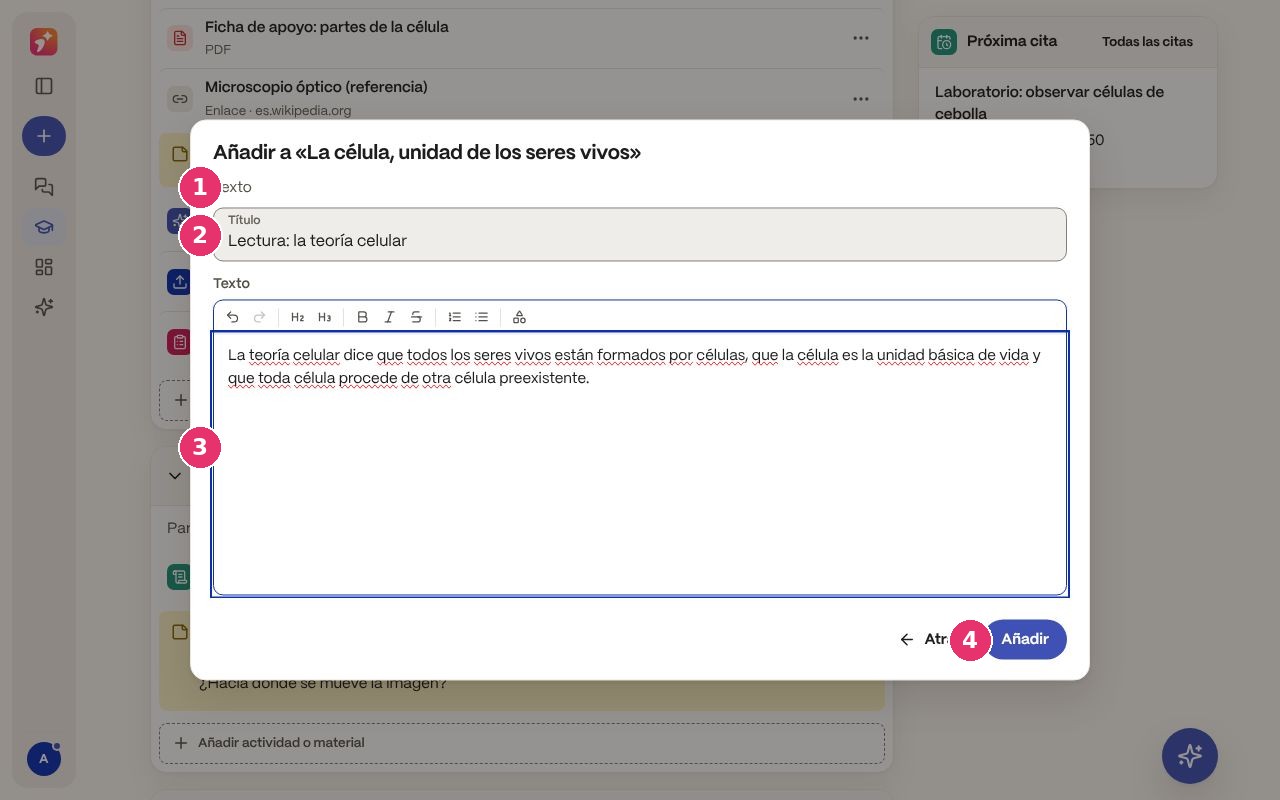 Ficha de apoyo: partes de la célula
PDF
Microscopio óptico (referencia)
Enlace · es.wikipedia.org
Próxima cita
Todas las citas
Laboratorio: observar células de
cebolla
Añadir a «La célula, unidad de los seres vivos»
1
2
Título
Lectura: la teoría celular
Texto
H2 H3 B I S
La teoría celular dice que todos los seres vivos están formados por células, que la célula es la unidad básica de vida y
que toda célula procede de otra célula preexistente.
3
4
Añadir
¿Hacia dónde se mueve la imagen?
Añadir actividad o material
A